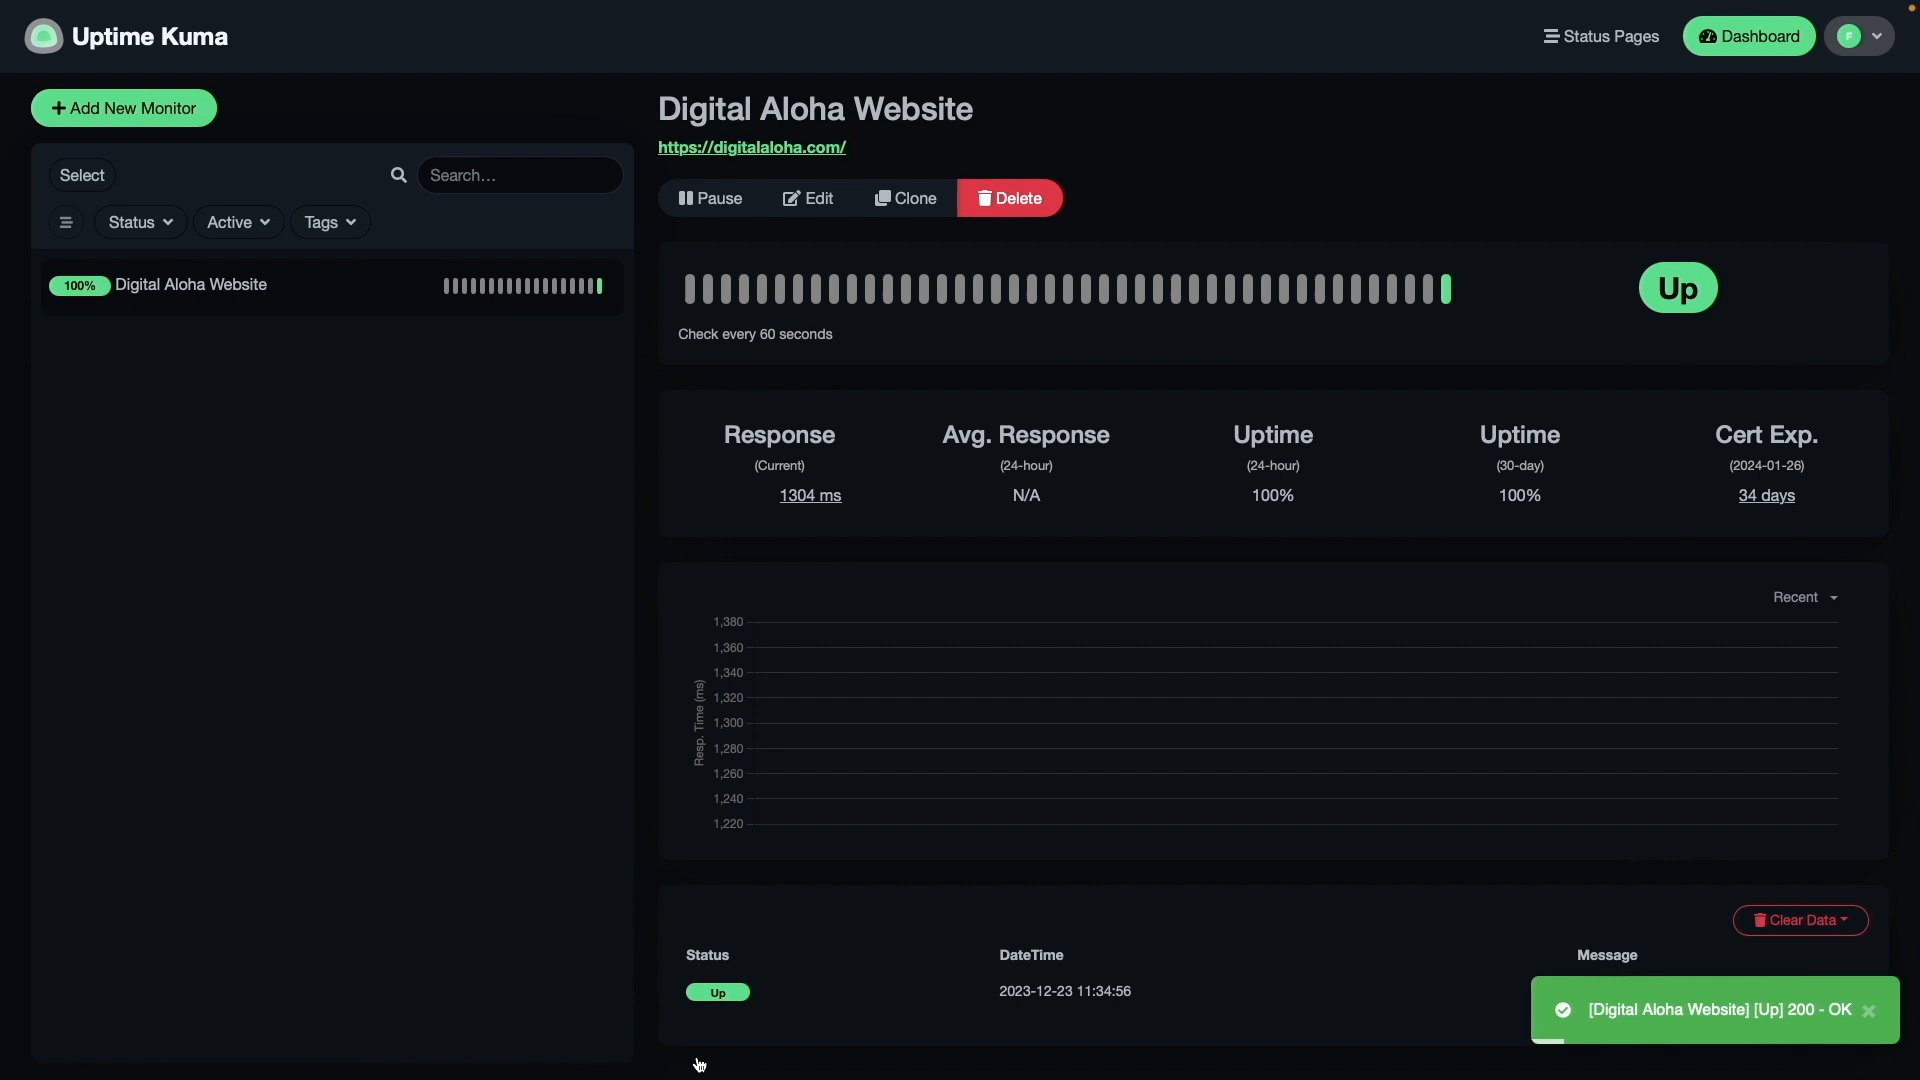 Uptime Kuma
Status Pages
Dashboard
F
Add New Monitor
Select
Search...
Status
Active
Tags
100%
Digital Aloha Website
Digital Aloha Website
https://digitalaloha.com/
Pause
Edit
Clone
Delete
Up
Check every 60 seconds
Response
(Current)
1304 ms
Avg. Response
(24-hour)
N/A
Uptime
(24-hour)
100%
Uptime
(30-day)
100%
Cert Exp.
(2024-01-26)
34 days
Recent
Resp. Time (ms)
1,380
1,360
1,340
1,320
1,300
1,280
1,260
1,240
1,220
Clear Data
Status
DateTime
Message
Up
2023-12-23 11:34:56
[Digital Aloha Website] [Up] 200 - OK